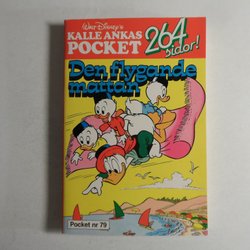 Walt Disney's
KALLE ANKAS
POCKET
264
sidor!
Den flygande
mattan
Pocket nr 79